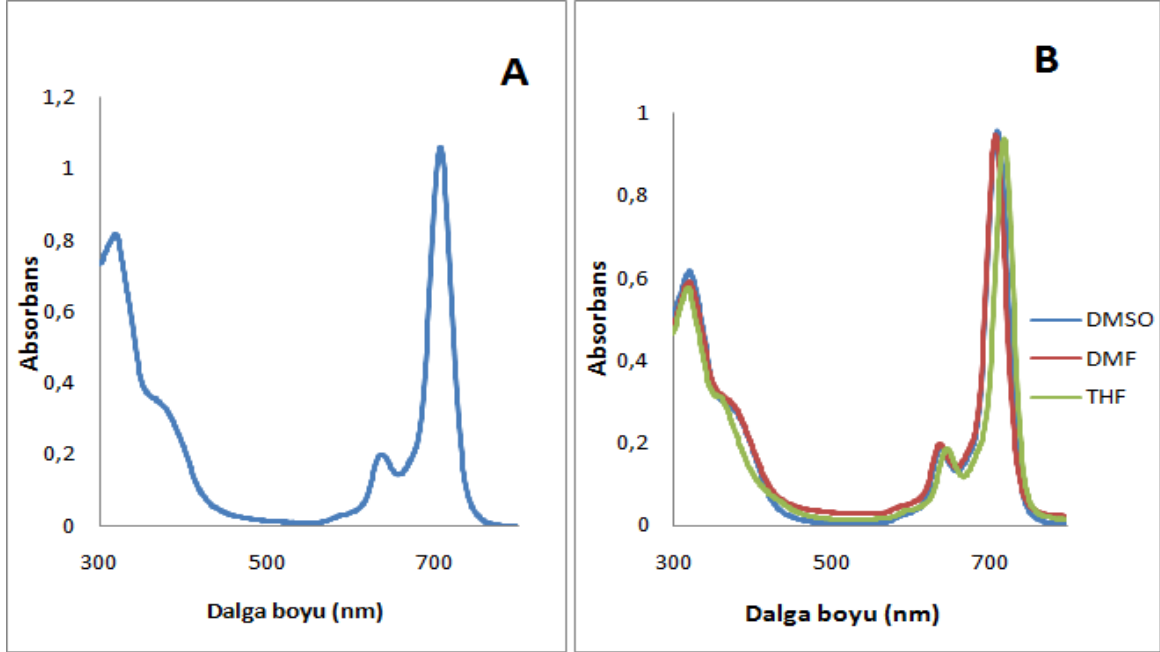 A
1,2
1
0,8
0,6
0,4
0,2
0
Absorbans
300
500
700
Dalga boyu (nm)
B
1
0,8
0,6
0,4
0,2
0
Absorbans
DMSO
DMF
THF
300
500
700
Dalga boyu (nm)